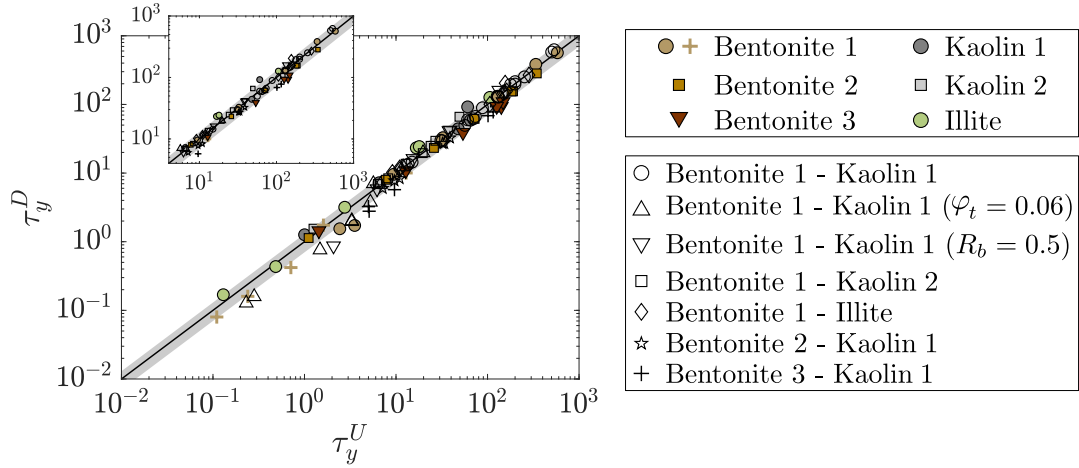 10^3
10^2
10^1
10^1
10^2
10^3
10^3
10^2
10^1
10^0
10^{-1}
10^{-2}
τ_y^D
10^{-2}
10^{-1}
10^0
10^1
10^2
10^3
τ_y^U
Bentonite 1
Kaolin 1
Bentonite 2
Kaolin 2
Bentonite 3
Illite
Bentonite 1 - Kaolin 1
Bentonite 1 - Kaolin 1 (φ_t = 0.06)
Bentonite 1 - Kaolin 1 (R_b = 0.5)
Bentonite 1 - Kaolin 2
Bentonite 1 - Illite
Bentonite 2 - Kaolin 1
Bentonite 3 - Kaolin 1